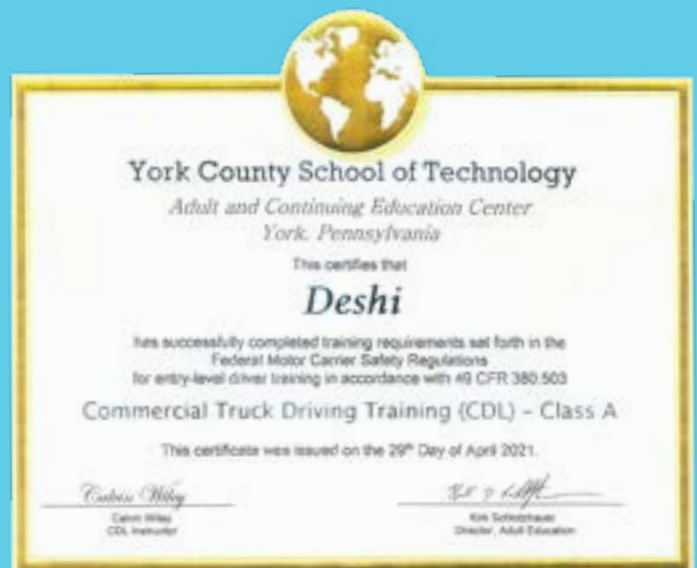 York County School of Technology
Adult and Continuing Education Center
York, Pennsylvania
This certifies that
Deshi
has successfully completed training requirements set forth in the
Federal Motor Carrier Safety Regulations
for entry-level driver training in accordance with 49 CFR 380.503
Commercial Truck Driving Training (CDL) – Class A
This certificate was issued on the 29th Day of April 2021.
Calvin Wiley
Calvin Wiley
CDL Instructor
Director, Adult Education